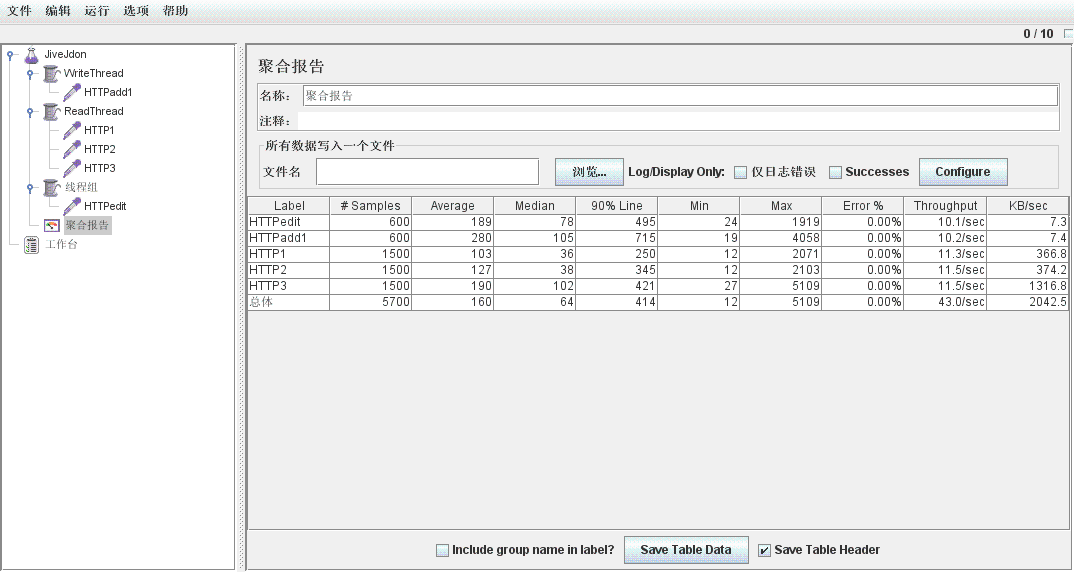 文件 编辑 运行 选项 帮助
0 / 10
JiveJdon
WriteThread
HTTPadd1
ReadThread
HTTP1
HTTP2
HTTP3
线程组
HTTPedit
聚合报告
工作台
聚合报告
名称： 聚合报告
注释：
所有数据写入一个文件
文件名 浏览... Log/Display Only: 仅日志错误 Successes Configure
Label # Samples Average Median 90% Line Min Max Error % Throughput KB/sec
HTTPedit 600 189 78 495 24 1919 0.00% 10.1/sec 7.3
HTTPadd1 600 280 105 715 19 4058 0.00% 10.2/sec 7.4
HTTP1 1500 103 36 250 12 2071 0.00% 11.3/sec 366.8
HTTP2 1500 127 38 345 12 2103 0.00% 11.5/sec 374.2
HTTP3 1500 190 102 421 27 5109 0.00% 11.5/sec 1316.8
总体 5700 160 64 414 12 5109 0.00% 43.0/sec 2042.5
Include group name in label? Save Table Data Save Table Header